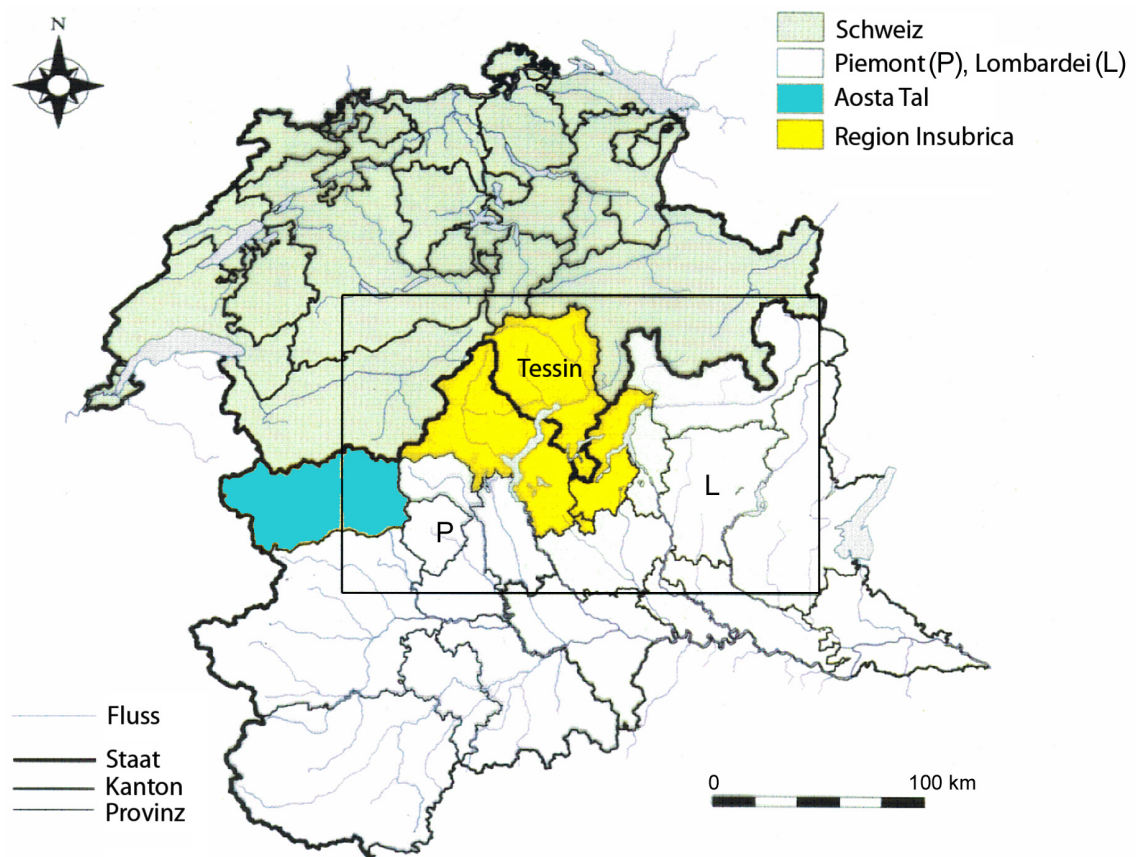 N
Schweiz
Piemont (P), Lombardei (L)
Aosta Tal
Region Insubrica
Tessin
L
P
Fluss
Staat
Kanton
Provinz
0 100 km